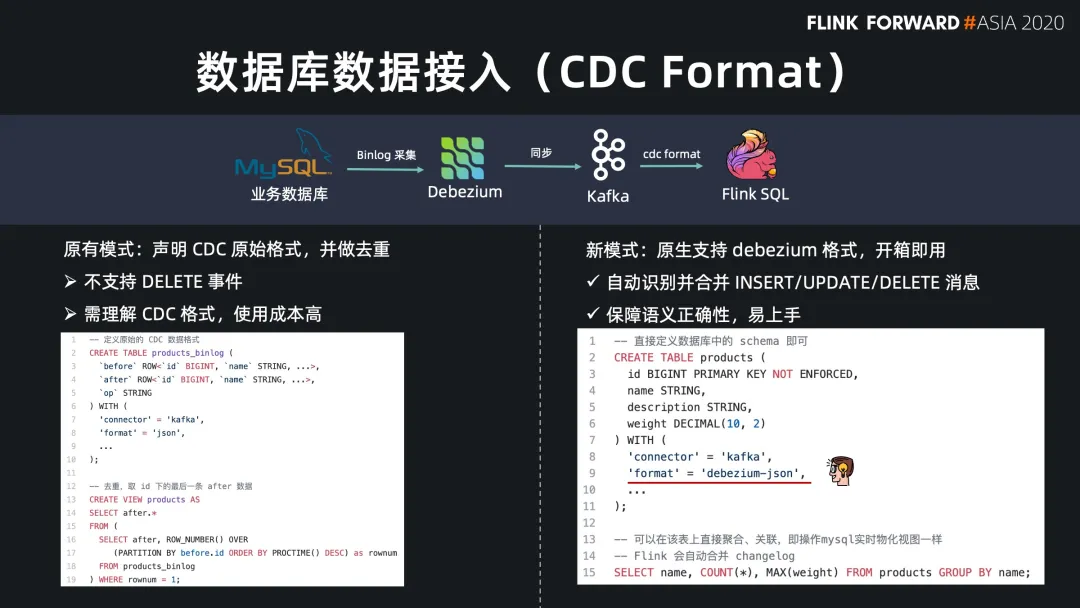 FLINK FORWARD #ASIA 2020
数据库数据接入（CDC Format）
MySQL
业务数据库
Binlog 采集
Debezium
同步
Kafka
cdc format
Flink SQL
原有模式：声明 CDC 原始格式，并做去重
➢ 不支持 DELETE 事件
➢ 需理解 CDC 格式，使用成本高
1 -- 定义原始的 CDC 数据格式
2 CREATE TABLE products_binlog (
3 `before` ROW<`id` BIGINT, `name` STRING, ...>,
4 `after` ROW<`id` BIGINT, `name` STRING, ...>,
5 `op` STRING
6 ) WITH (
7 'connector' = 'kafka',
8 'format' = 'json',
9 ...
10 );
11
12 -- 去重，取 id 下的最后一条 after 数据
13 CREATE VIEW products AS
14 SELECT after.*
15 FROM (
16 SELECT after, ROW_NUMBER() OVER
17 (PARTITION BY before.id ORDER BY PROCTIME() DESC) as rownum
18 FROM products_binlog
19 ) WHERE rownum = 1;
新模式：原生支持 debezium 格式，开箱即用
✓ 自动识别并合并 INSERT/UPDATE/DELETE 消息
✓ 保障语义正确性，易上手
1 -- 直接定义数据库中的 schema 即可
2 CREATE TABLE products (
3 id BIGINT PRIMARY KEY NOT ENFORCED,
4 name STRING,
5 description STRING,
6 weight DECIMAL(10, 2)
7 ) WITH (
8 'connector' = 'kafka',
9 'format' = 'debezium-json',
10 ...
11 );
12
13 -- 可以在该表上直接聚合、关联，即操作mysql实时物化视图一样
14 -- Flink 会自动合并 changelog
15 SELECT name, COUNT(*), MAX(weight) FROM products GROUP BY name;